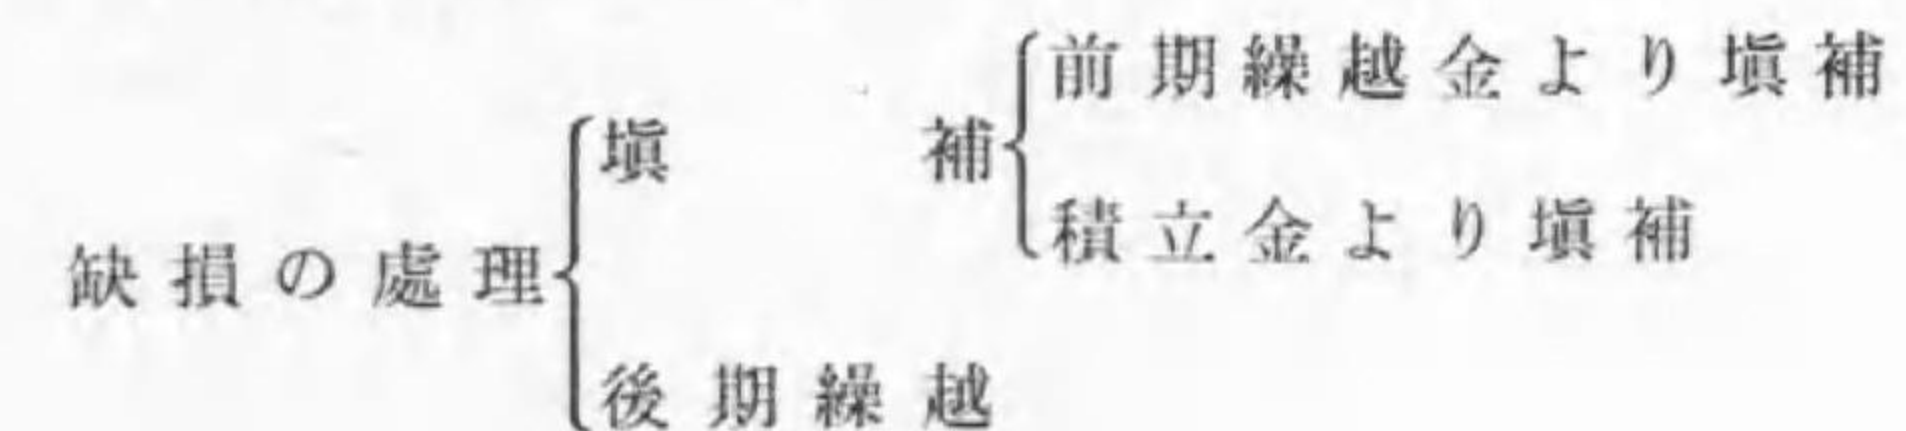 缺損の處理
塡補
前期繰越金より塡補
積立金より塡補
後期繰越